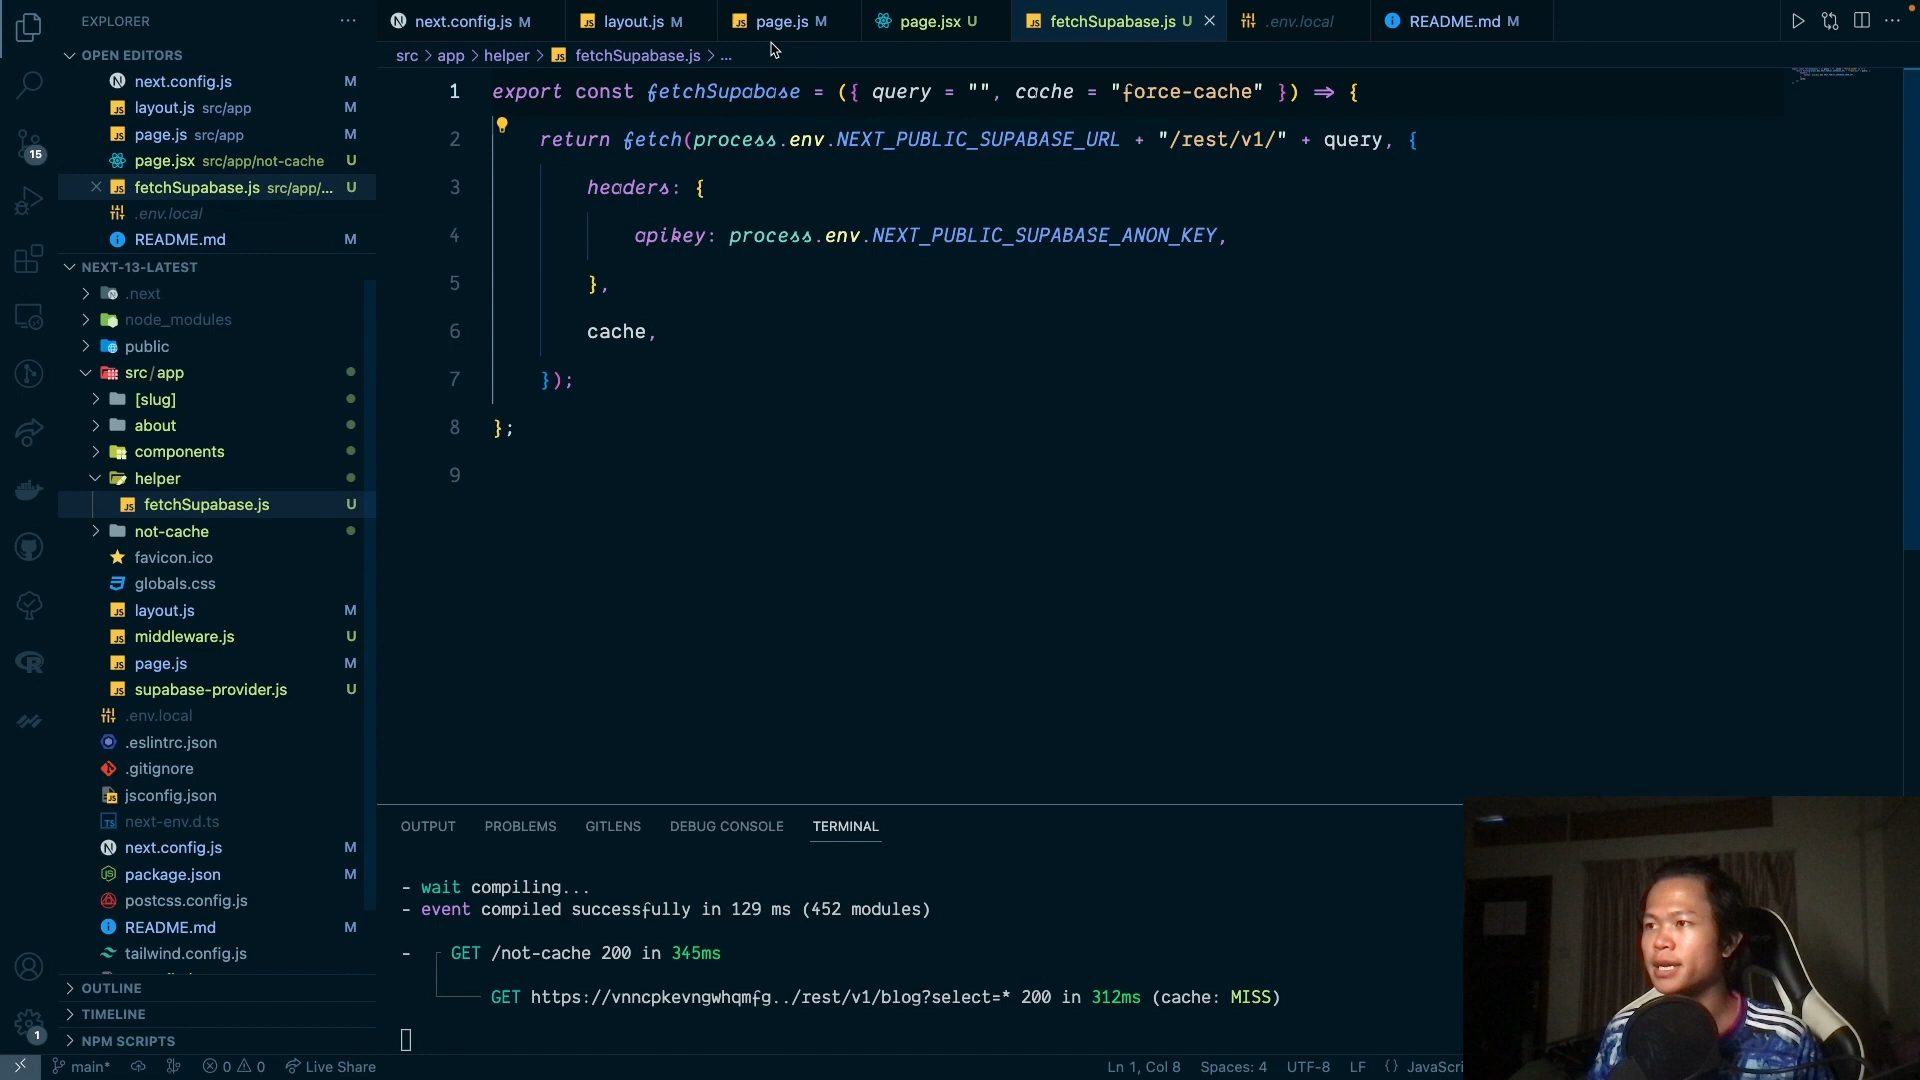 EXPLORER
OPEN EDITORS
next.config.js M
layout.js src/app M
page.js src/app M
page.jsx src/app/not-cache U
fetchSupabase.js src/app/... U
.env.local
README.md M
NEXT-13-LATEST
.next
node_modules
public
src/app
[slug]
about
components
helper
fetchSupabase.js U
not-cache
favicon.ico
globals.css
layout.js M
middleware.js U
page.js M
supabase-provider.js U
.env.local
.eslintrc.json
.gitignore
jsconfig.json
next-env.d.ts
next.config.js M
package.json M
postcss.config.js
README.md M
tailwind.config.js
OUTLINE
TIMELINE
NPM SCRIPTS
15
1
next.config.js M layout.js M page.js M page.jsx U fetchSupabase.js U .env.local README.md M
src > app > helper > fetchSupabase.js > ...
1 export const fetchSupabase = ({ query = "", cache = "force-cache" }) => {
2 return fetch(process.env.NEXT_PUBLIC_SUPABASE_URL + "/rest/v1/" + query, {
3 headers: {
4 apikey: process.env.NEXT_PUBLIC_SUPABASE_ANON_KEY,
5 },
6 cache,
7 });
8 };
9
OUTPUT PROBLEMS GITLENS DEBUG CONSOLE TERMINAL
- wait compiling...
- event compiled successfully in 129 ms (452 modules)
- GET /not-cache 200 in 345ms
GET https://vnncpkevngwhqmfg../rest/v1/blog?select=* 200 in 312ms (cache: MISS)
main* 0 0 Live Share Ln 1, Col 8 Spaces: 4 UTF-8 LF {} JavaScri